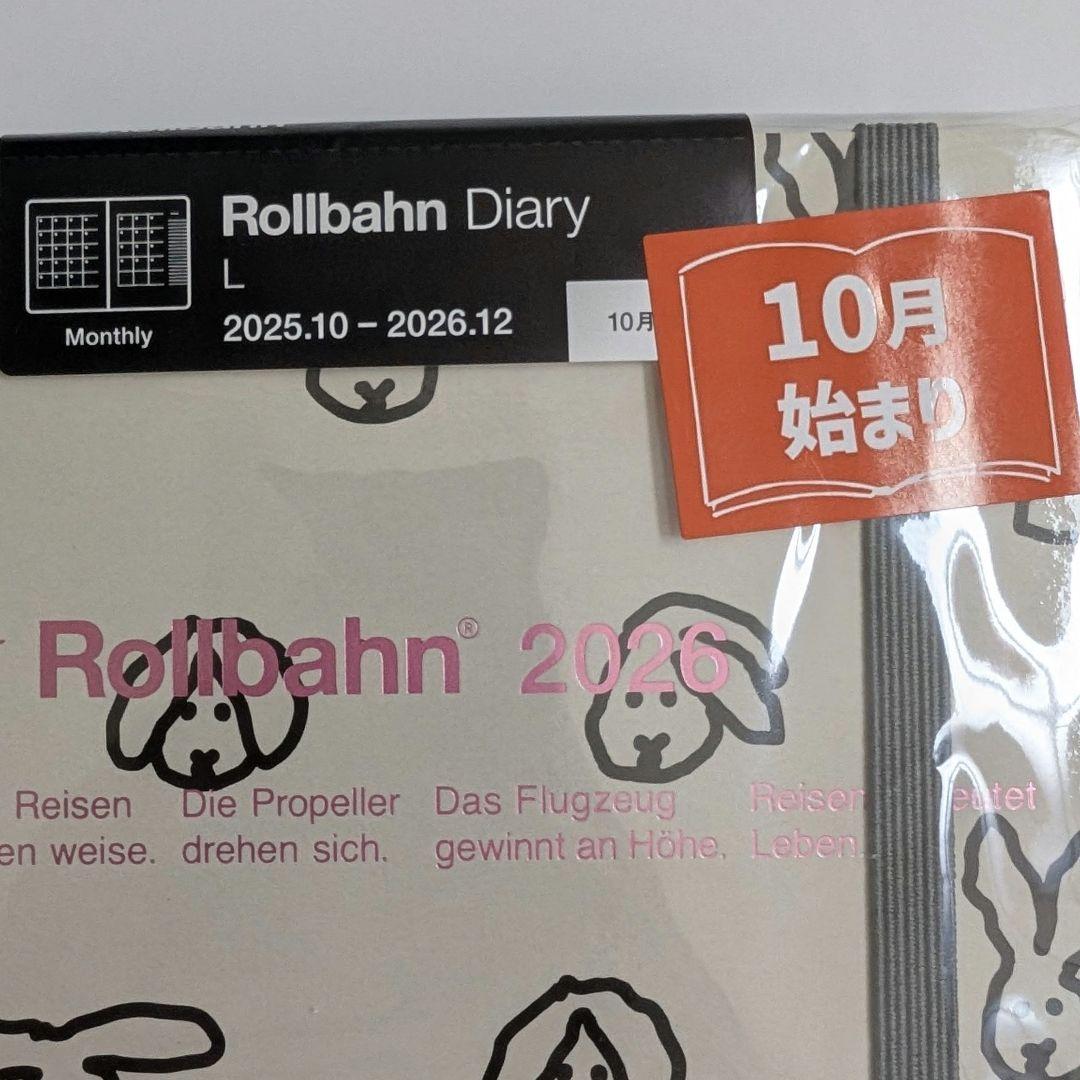 Rollbahn Diary
L
2025.10 – 2026.12
Monthly
10月
10月
始まり
Rollbahn® 2026
Reisen Die Propeller Das Flugzeug Reisen
en weise. drehen sich. gewinnt an Höhe. Leben.